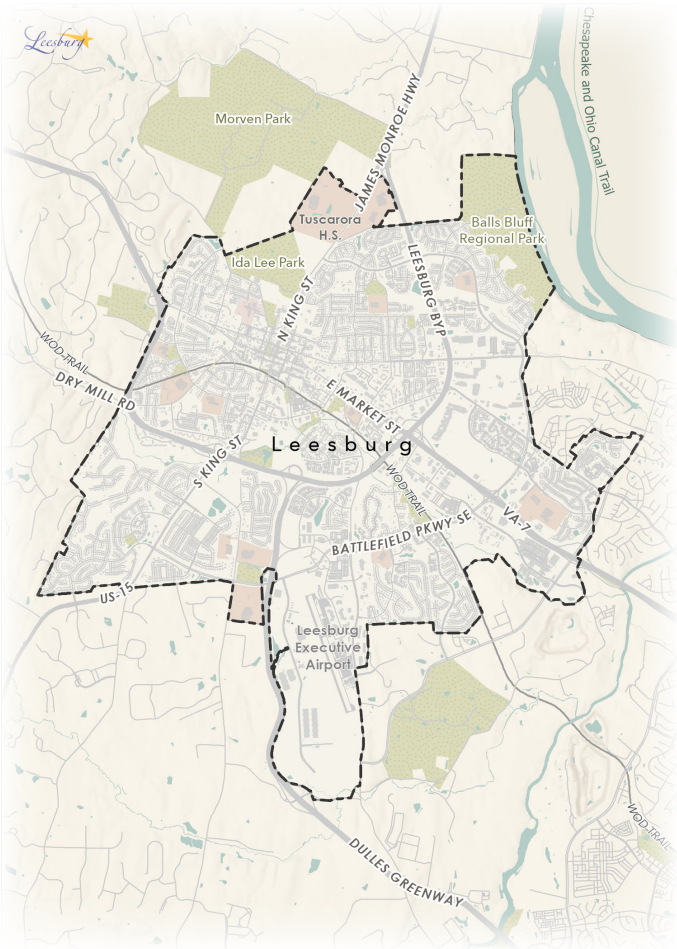 Leesburg
Chesapeake and Ohio Canal Trail
Morven Park
JAMES MONROE HWY
Tuscarora
H.S.
Balls Bluff
Regional Park
Ida Lee Park
LEESBURG BYP
N KING ST
WOD TRAIL
DRY MILL RD
E MARKET ST
Leesburg
S KING ST
WOD TRAIL
VA-7
BATTLEFIELD PKWY SE
US-15
Leesburg
Executive
Airport
WOD TRAIL
DULLES GREENWAY